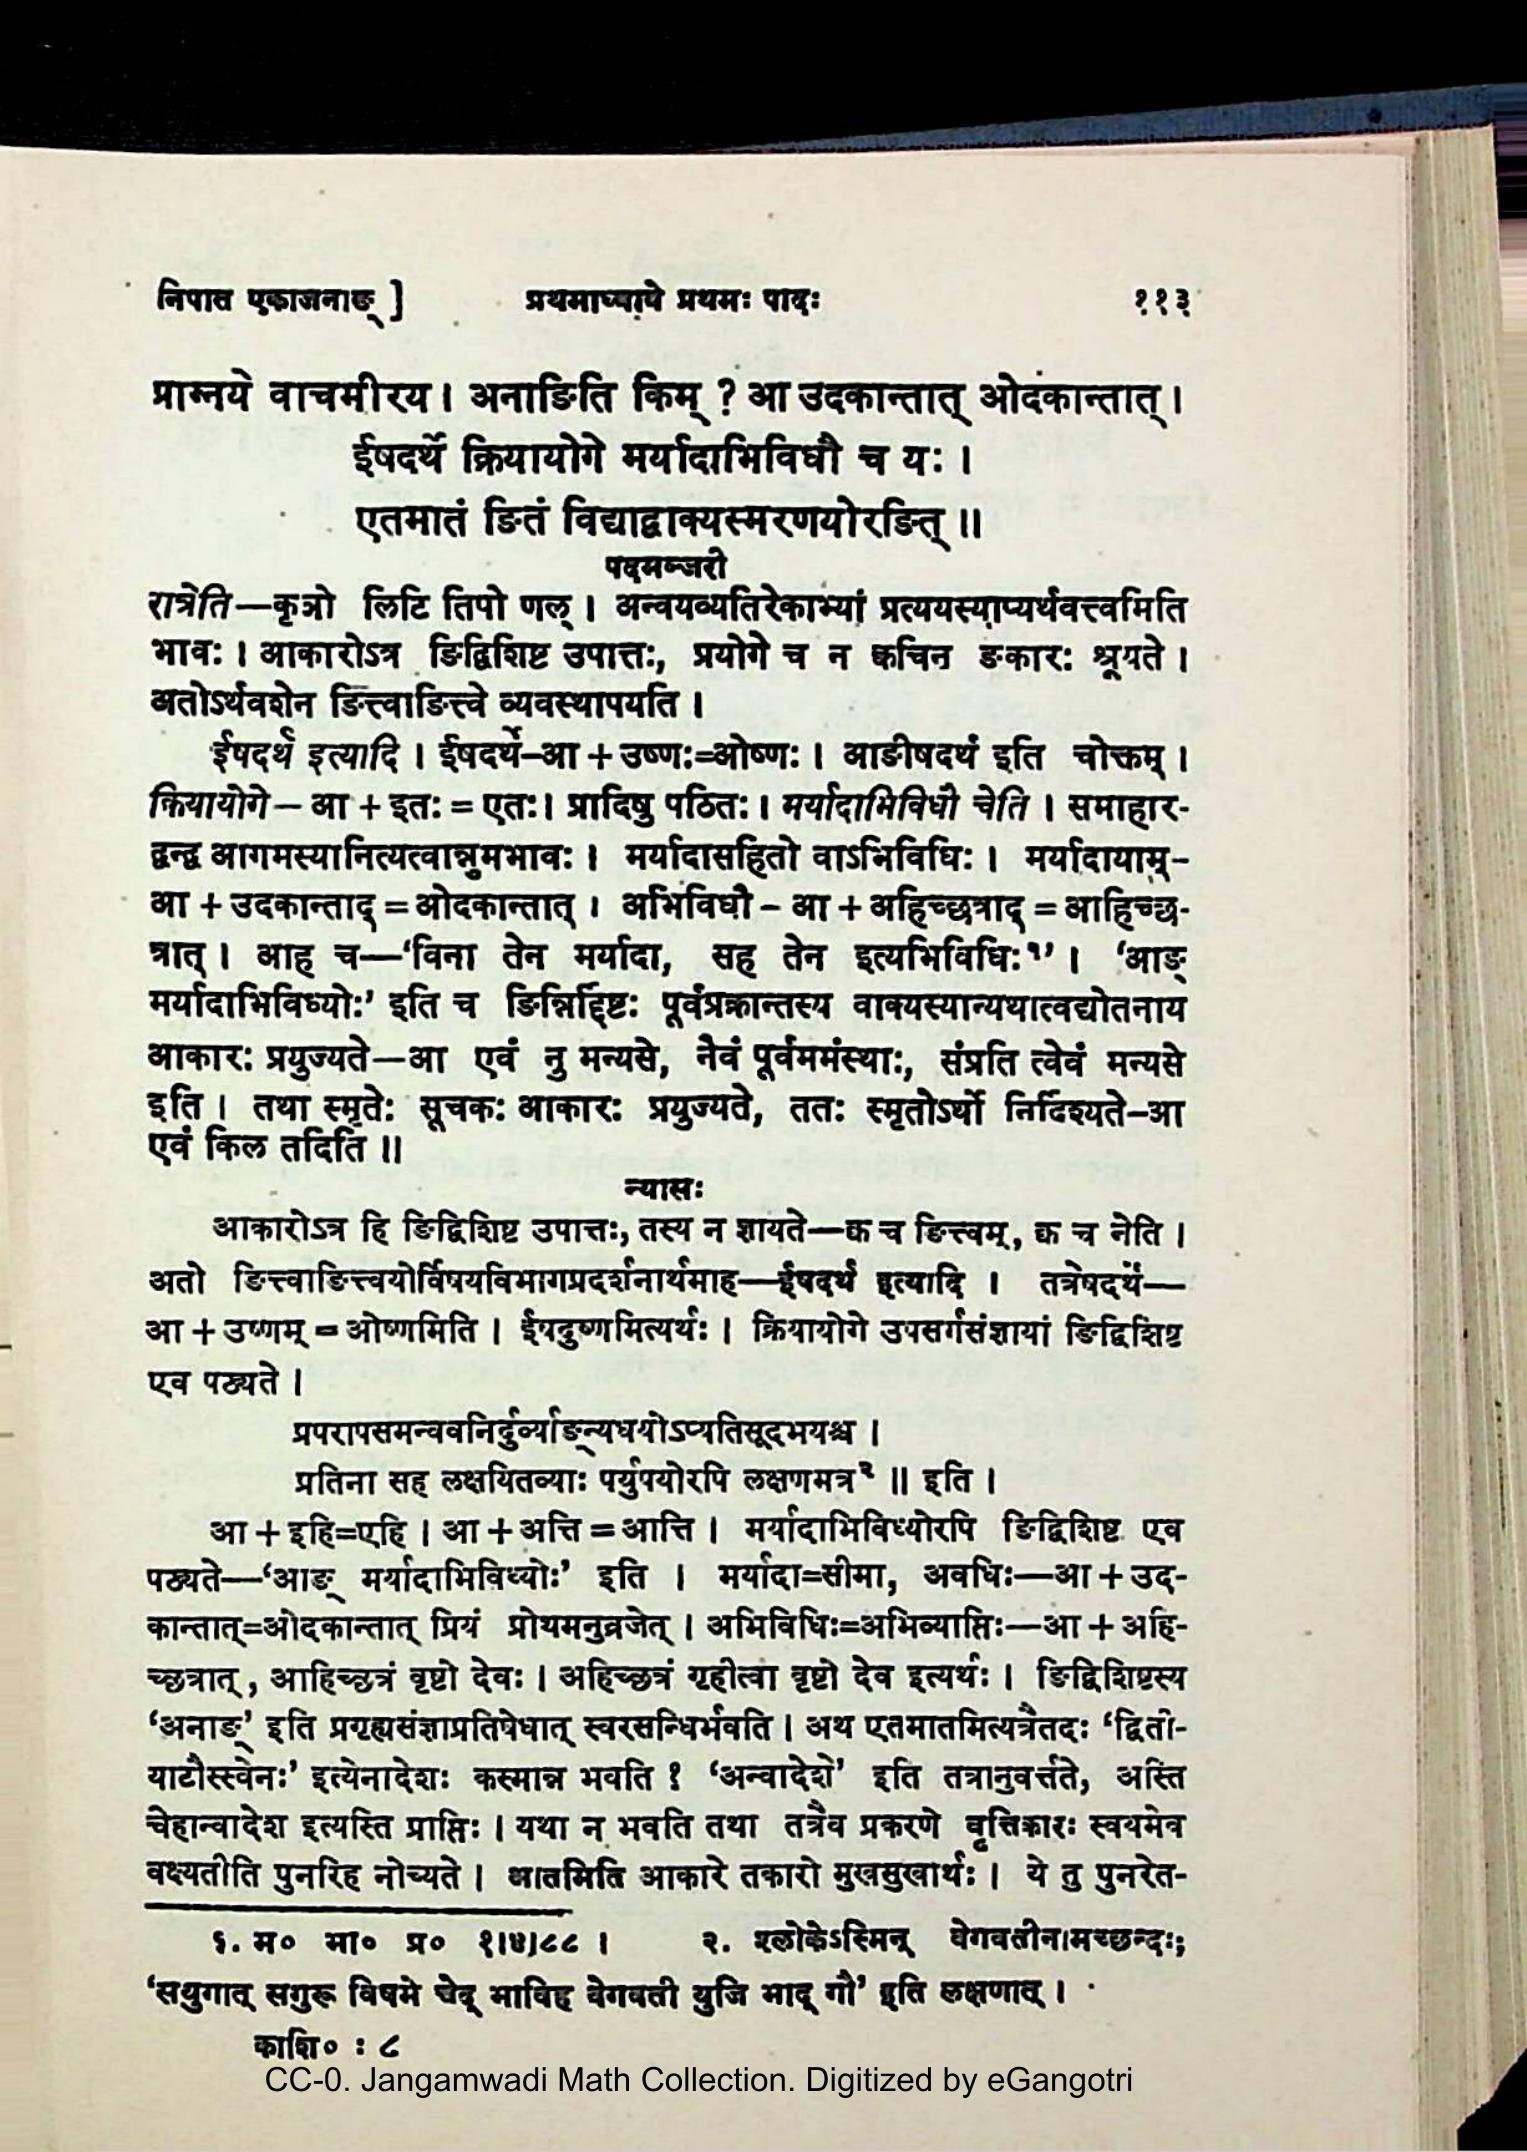 निपात एकाजनाङ् ] प्रथमाध्याये प्रथमः पादः ११३
प्राग्नये वाचमीरय । अनाङिति किम् ? आ उदकान्तात् ओदकान्तात् ।
ईषदर्थे क्रियायोगे मर्यादाभिविधौ च यः ।
एतमातं ङितं विद्याद्वाक्यस्मरणयोरङित् ॥
पदमञ्जरी
रात्रेति—कृञो लिटि तिपो णल् । अन्वयव्यतिरेकाभ्यां प्रत्ययस्याप्यर्थवत्त्वमिति
भावः । आकारोऽत्र ङिद्विशिष्ट उपात्तः, प्रयोगे च न क्वचिन ङकारः श्रूयते ।
अतोऽर्थवशेन ङित्त्वाङित्त्वे व्यवस्थापयति ।
ईषदर्थ इत्यादि । ईषदर्थे–आ + उष्णः=ओष्णः । आङीषदर्थ इति चोक्तम् ।
क्रियायोगे – आ + इतः = एतः । प्रादिषु पठितः । मर्यादाभिविधौ चेति । समाहार-
द्वन्द्व आगमस्यानित्यत्वान्नुमभावः । मर्यादासहितो वाऽभिविधिः । मर्यादायाम्–
आ + उदकान्ताद् = ओदकान्तात् । अभिविधौ – आ + अहिच्छत्राद् = आहिच्छ-
त्रात् । आह च—‘विना तेन मर्यादा, सह तेन इत्यभिविधिः१’ । ‘आङ्
मर्यादाभिविध्योः’ इति च ङिन्निर्द्दिष्टः पूर्वप्रक्रान्तस्य वाक्यस्यान्यथात्वद्योतनाय
आकारः प्रयुज्यते—आ एवं नु मन्यसे, नैवं पूर्वममंस्थाः, संप्रति त्वेवं मन्यसे
इति । तथा स्मृतेः सूचकः आकारः प्रयुज्यते, ततः स्मृतोऽर्थो निर्दिश्यते–आ
एवं किल तदिति ॥
न्यासः
आकारोऽत्र हि ङिद्विशिष्ट उपात्तः, तस्य न ज्ञायते—क्व च ङित्त्वम्, क्व च नेति ।
अतो ङित्त्वाङित्त्वयोर्विषयविभागप्रदर्शनार्थमाह—ईषदर्थ इत्यादि । तत्रेषदर्थे—
आ + उष्णम् = ओष्णमिति । ईषदुष्णमित्यर्थः । क्रियायोगे उपसर्गसंज्ञायां ङिद्विशिष्ट
एव पठ्यते ।
प्रपरापसमन्ववनिर्दुर्व्याङ्न्यधयोऽप्यतिसूदभयश्च ।
प्रतिना सह लक्षयितव्याः पर्युपयोरपि लक्षणमत्र२ ॥ इति ।
आ + इहि=एहि । आ + अत्ति = आत्ति । मर्यादाभिविध्योरपि ङिद्विशिष्ट एव
पठ्यते—‘आङ् मर्यादाभिविध्योः’ इति । मर्यादा=सीमा, अवधिः—आ + उद-
कान्तात्=ओदकान्तात् प्रियं प्रोथमनुव्रजेत् । अभिविधिः=अभिव्याप्तिः—आ + अहि-
च्छत्रात्, आहिच्छत्रं वृष्टो देवः । अहिच्छत्रं गृहीत्वा वृष्टो देव इत्यर्थः । ङिद्विशिष्टस्य
‘अनाङ्’ इति प्रगृह्यसंज्ञाप्रतिषेधात् स्वरसन्धिर्भवति । अथ एतमातमित्यत्रैतदः ‘द्विती-
याटौस्स्वेनः’ इत्येनादेशः कस्मान्न भवति ? ‘अन्वादेशे’ इति तत्रानुवर्त्तते, अस्ति
चेहान्वादेश इत्यस्ति प्राप्तिः । यथा न भवति तथा तत्रैव प्रकरणे वृत्तिकारः स्वयमेव
वक्ष्यतीति पुनरिह नोच्यते । आतमिति आकारे तकारो मुखसुखार्थः । ये तु पुनरेत-
१. म० भा० प्र० १।४।८८ । २. श्लोकेऽस्मिन् वेगवतीनामच्छन्दः;
‘सयुगात् सगुरू विषमे चेद् भाविह वेगवती युजि भाद् गौ’ इति लक्षणात् ।
काशि० : ८
CC-0. Jangamwadi Math Collection. Digitized by eGangotri